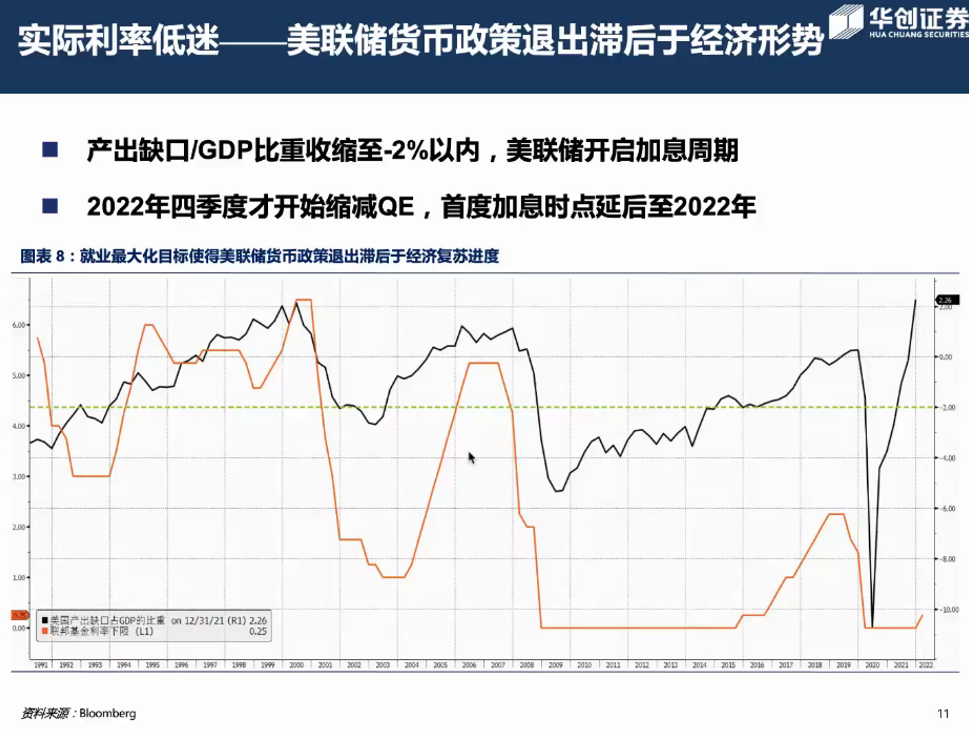 实际利率低迷——美联储货币政策退出滞后于经济形势
华创证券
HUA CHUANG SECURITIES
产出缺口/GDP比重收缩至-2%以内，美联储开启加息周期
2022年四季度才开始缩减QE，首度加息时点延后至2022年
图表 8：就业最大化目标使得美联储货币政策退出滞后于经济复苏进度
2.26
2.00
6.00
0.00
5.00
-2.00
4.00
-4.00
3.00
-6.00
2.00
-8.00
1.00
-10.00
0.25
0.00
美国产出缺口占GDP的比重 on 12/31/21 (R1) 2.26
联邦基金利率下限 (L1) 0.25
1991 1992 1993 1994 1995 1996 1997 1998 1999 2000 2001 2002 2003 2004 2005 2006 2007 2008 2009 2010 2011 2012 2013 2014 2015 2016 2017 2018 2019 2020 2021 2022
资料来源：Bloomberg
11